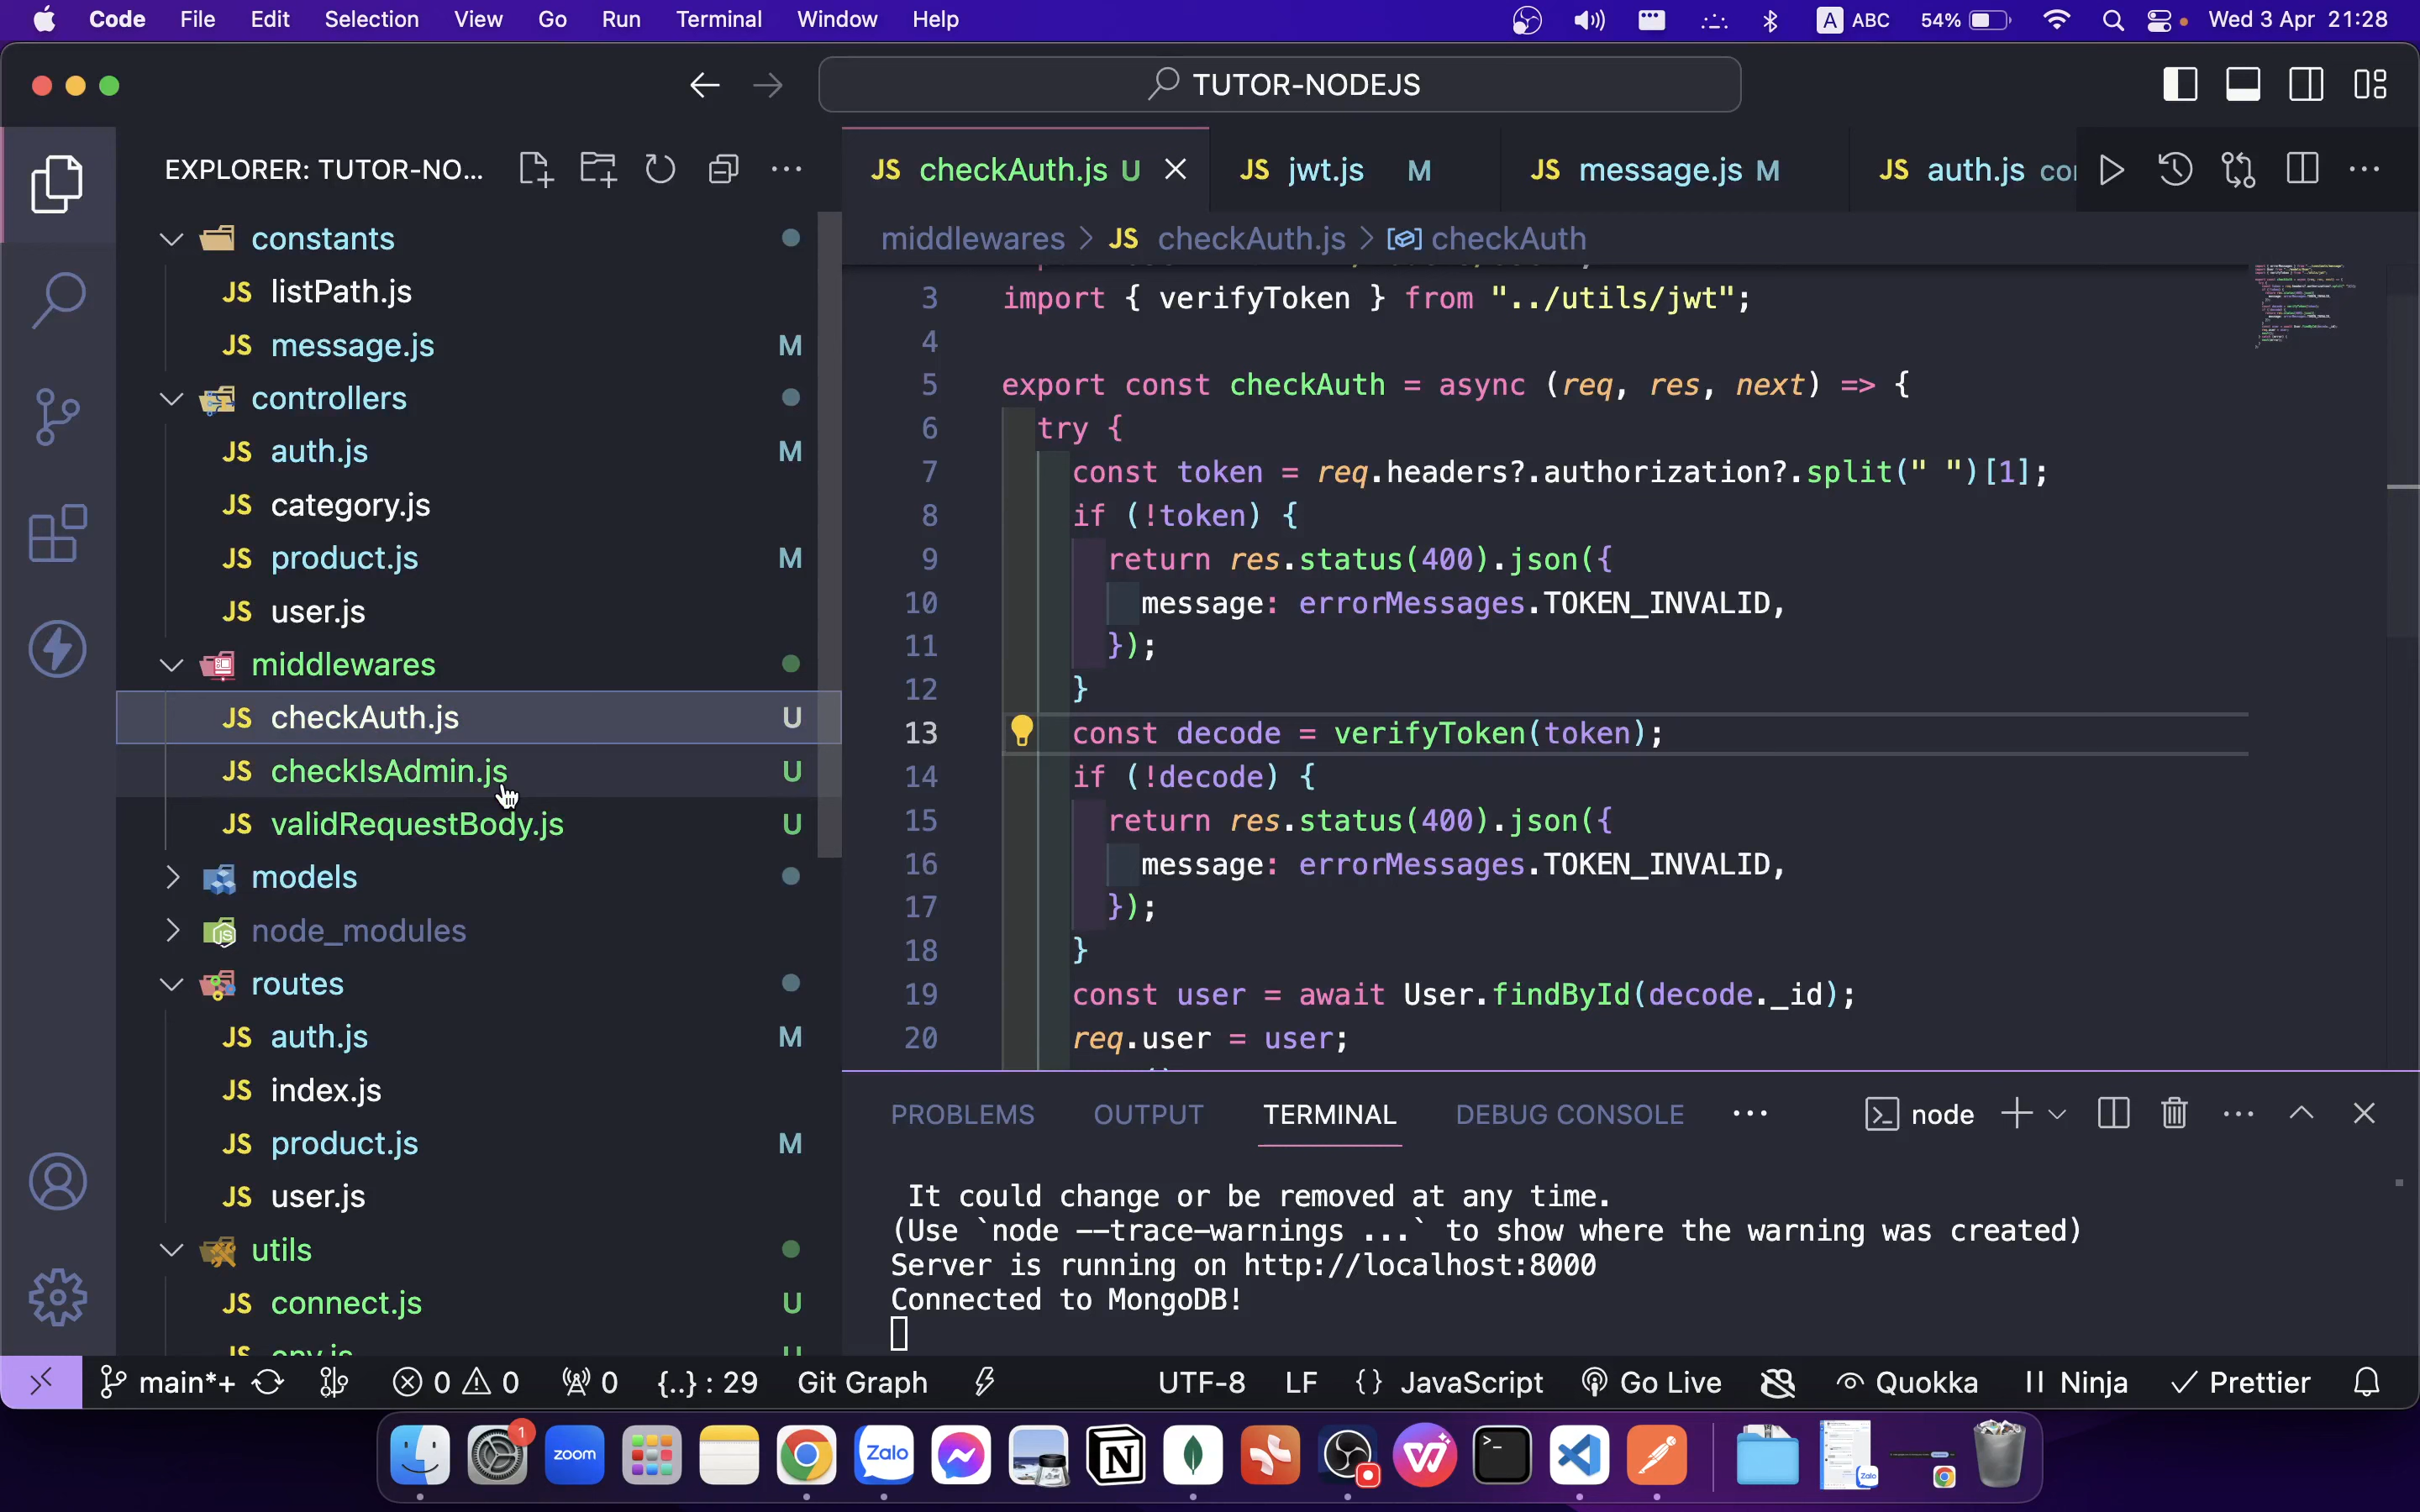 Code File Edit Selection View Go Run Terminal Window Help A ABC 54% Wed 3 Apr 21:28
TUTOR-NODEJS
EXPLORER: TUTOR-NO...
JS checkAuth.js U
JS jwt.js M
JS message.js M
JS auth.js
middlewares > JS checkAuth.js > checkAuth
constants
JS listPath.js
JS message.js M
controllers
JS auth.js M
JS category.js
JS product.js M
JS user.js
middlewares
JS checkAuth.js U
JS checkIsAdmin.js U
JS validRequestBody.js U
models
node_modules
routes
JS auth.js M
JS index.js
JS product.js M
JS user.js
utils
JS connect.js U
3 import { verifyToken } from "../utils/jwt";
4
5 export const checkAuth = async (req, res, next) => {
6 try {
7 const token = req.headers?.authorization?.split(" ")[1];
8 if (!token) {
9 return res.status(400).json({
10 message: errorMessages.TOKEN_INVALID,
11 });
12 }
13 const decode = verifyToken(token);
14 if (!decode) {
15 return res.status(400).json({
16 message: errorMessages.TOKEN_INVALID,
17 });
18 }
19 const user = await User.findById(decode._id);
20 req.user = user;
PROBLEMS OUTPUT TERMINAL DEBUG CONSOLE ... node
It could change or be removed at any time.
(Use `node --trace-warnings ...` to show where the warning was created)
Server is running on http://localhost:8000
Connected to MongoDB!
main*+ 0 0 0 {..} : 29 Git Graph UTF-8 LF {} JavaScript Go Live Quokka Ninja Prettier
1
zoom
Zalo